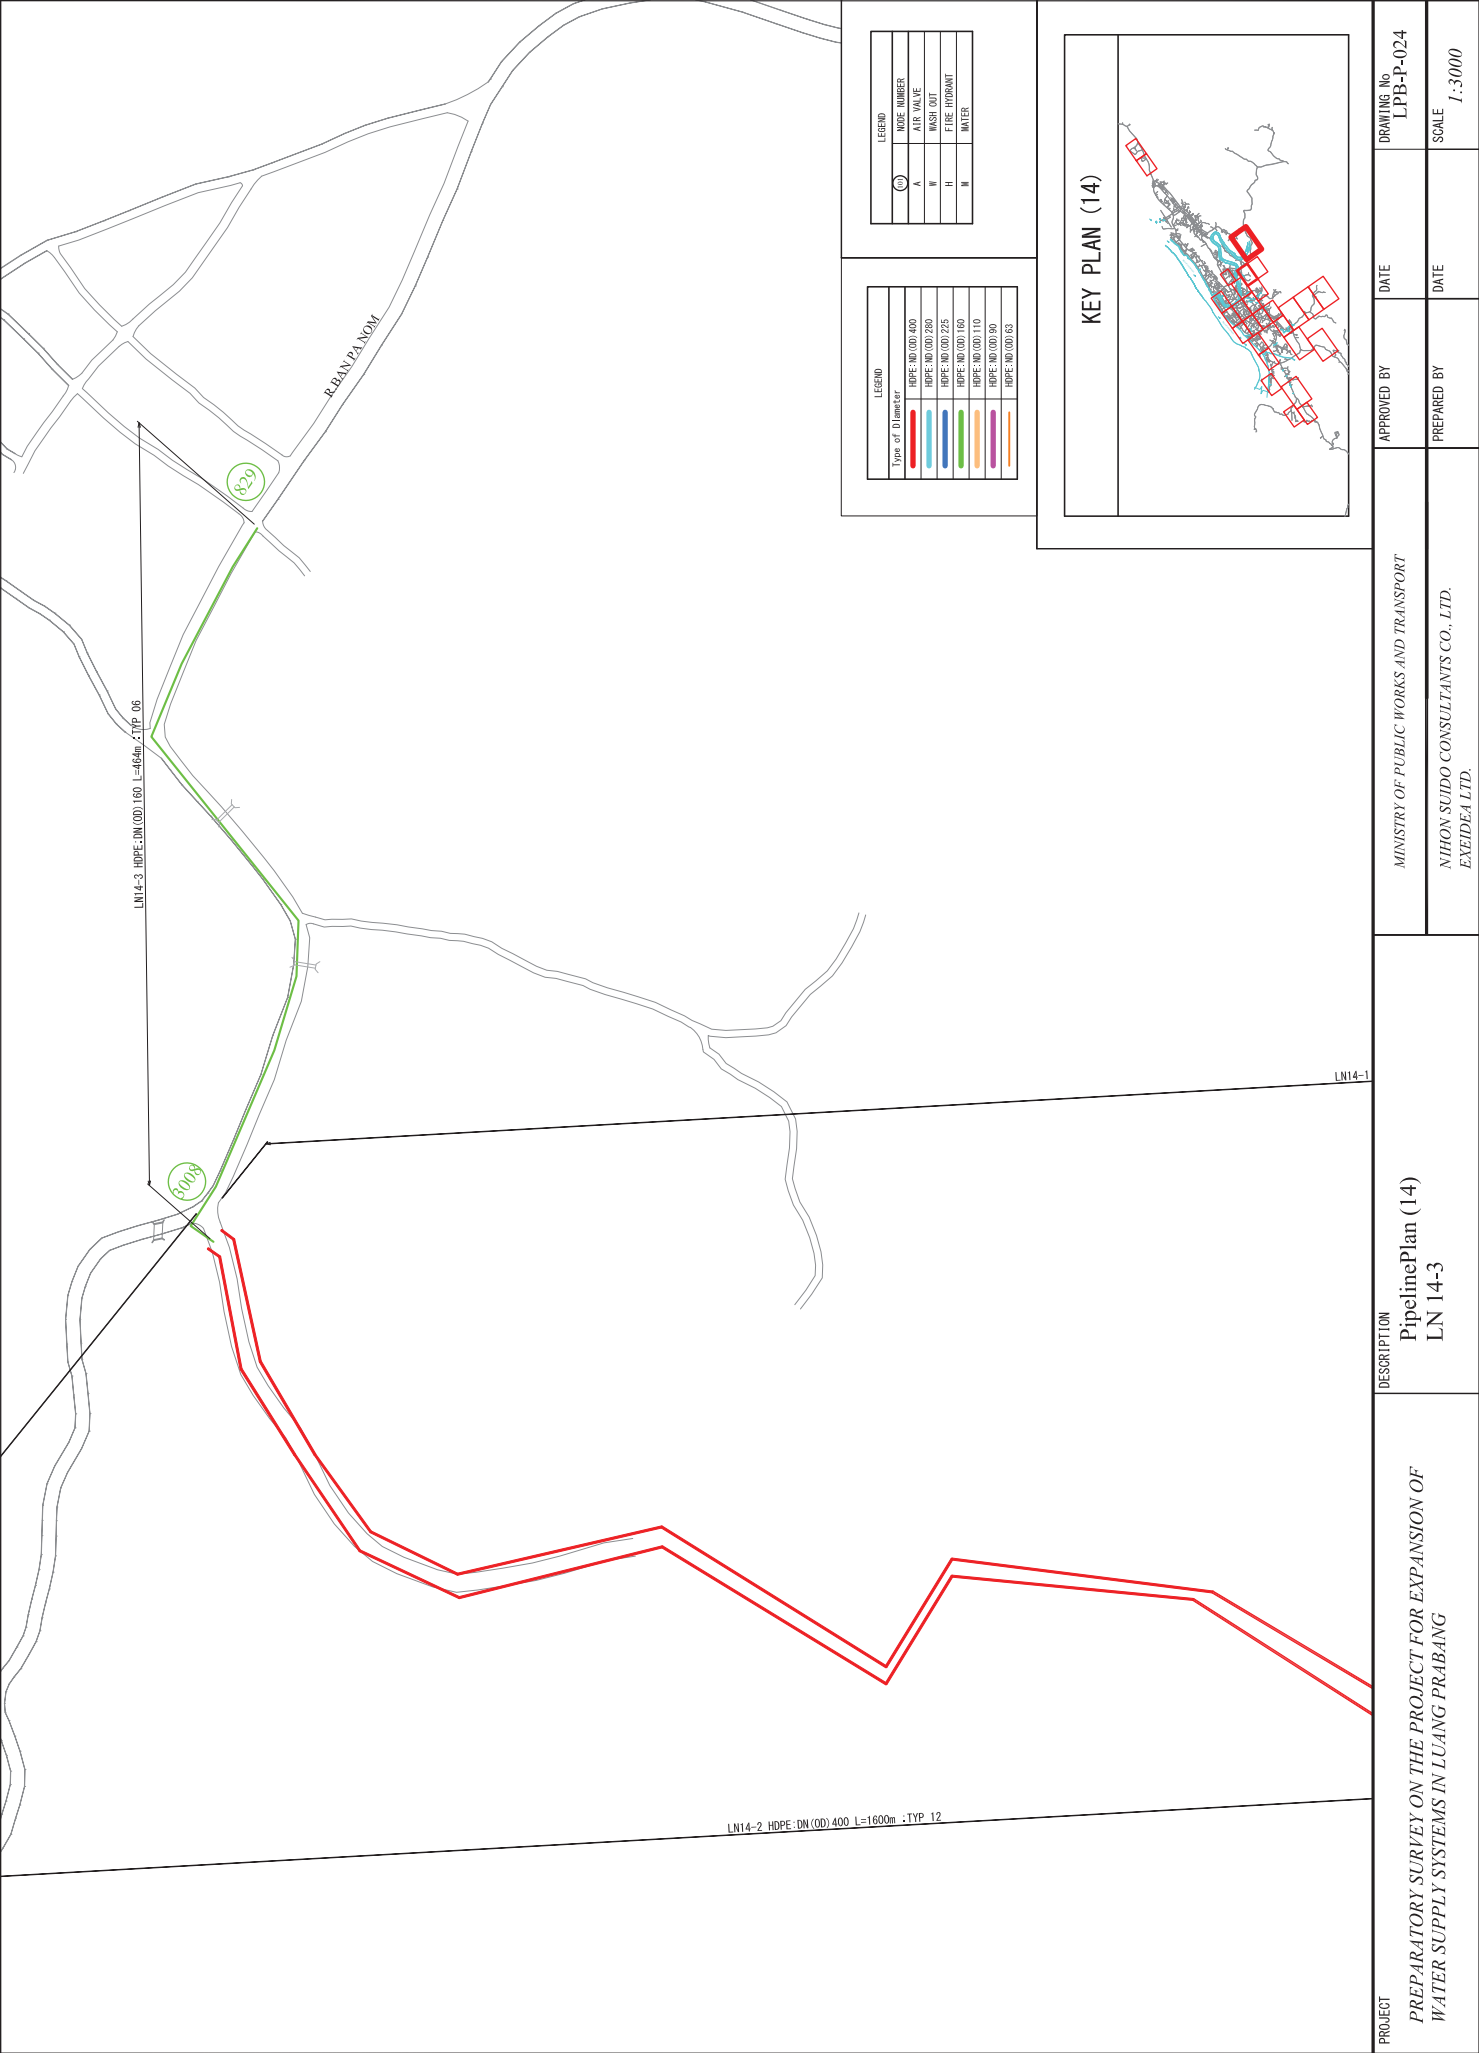 R.BAN PA NOM
829
3008
LN14-3 HDPE:DN(OD)160 L=464m :TYP 06
LN14-1
LN14-2 HDPE:DN(OD)400 L=1600m :TYP 12
LEGEND
101 NODE NUMBER
A AIR VALVE
W WASH OUT
H FIRE HYDRANT
M MATER
LEGEND
Type of Diameter
HDPE:ND(OD)400
HDPE:ND(OD)280
HDPE:ND(OD)225
HDPE:ND(OD)160
HDPE:ND(OD)110
HDPE:ND(OD)90
HDPE:ND(OD)63
KEY PLAN (14)
PROJECT
PREPARATORY SURVEY ON THE PROJECT FOR EXPANSION OF
WATER SUPPLY SYSTEMS IN LUANG PRABANG
DESCRIPTION
PipelinePlan (14)
LN 14-3
MINISTRY OF PUBLIC WORKS AND TRANSPORT
NIHON SUIDO CONSULTANTS CO., LTD.
EXEIDEA LTD.
APPROVED BY
DATE
DRAWING No
LPB-P-024
PREPARED BY
DATE
SCALE
1:3000